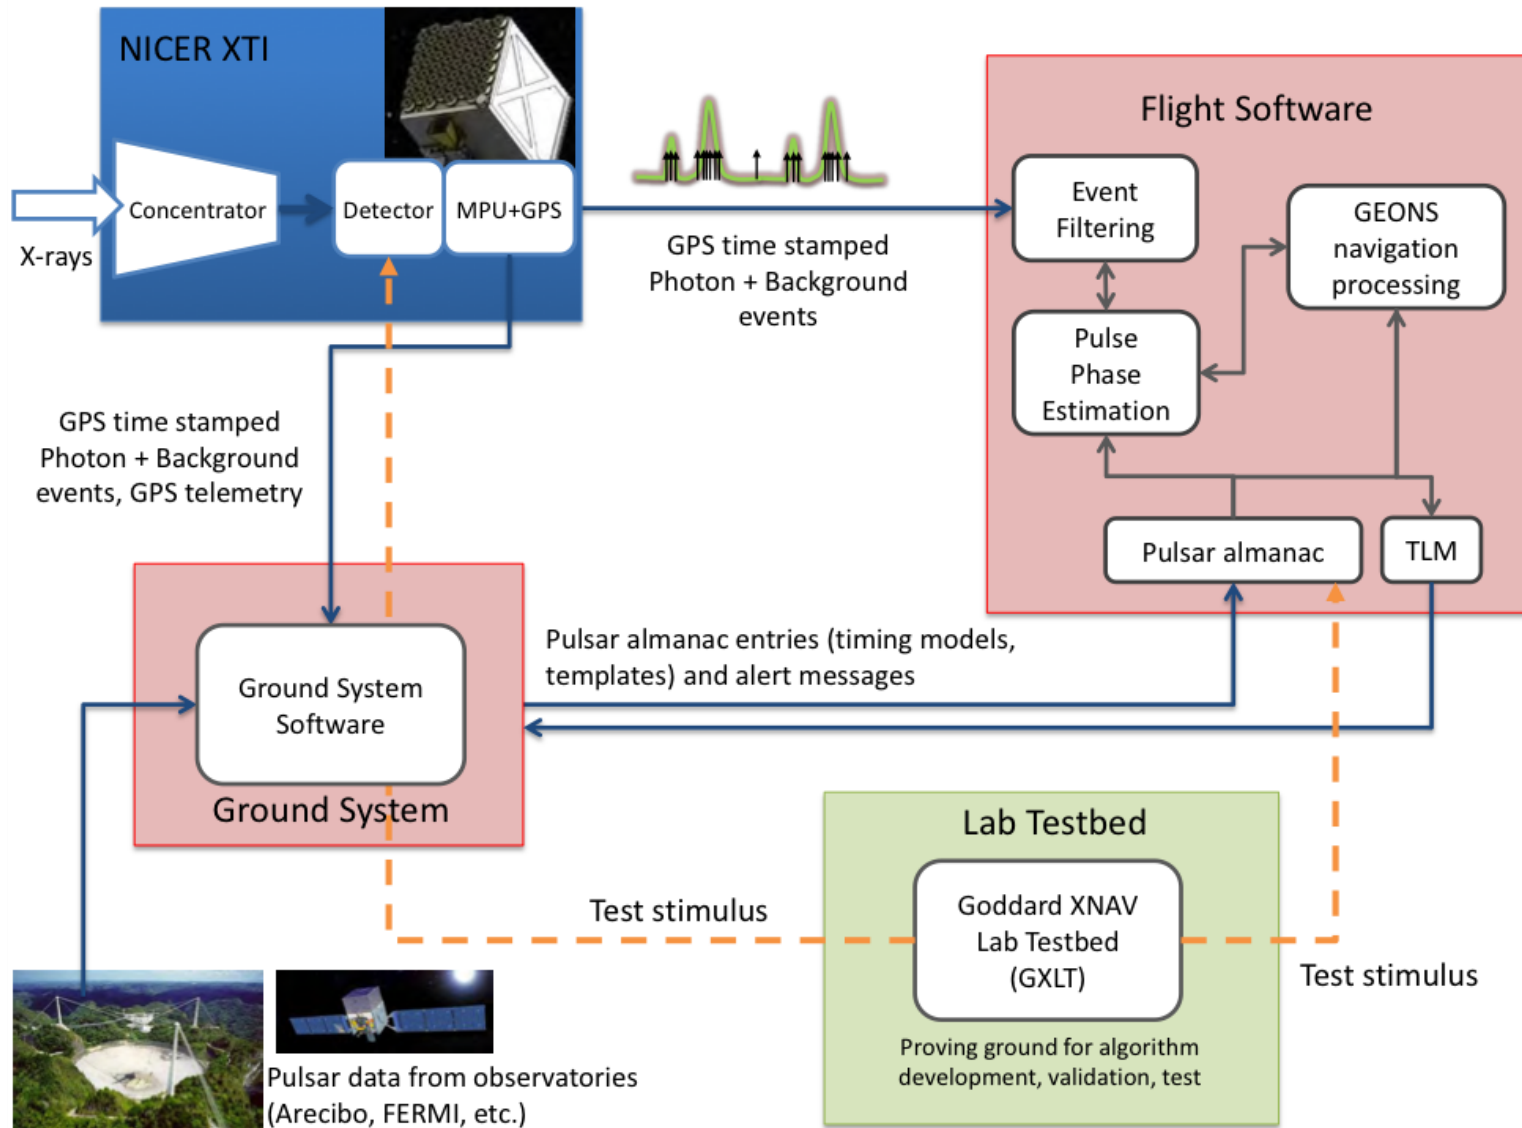 NICER XTI
X-rays
Concentrator
Detector
MPU+GPS
GPS time stamped
Photon + Background
events
Flight Software
Event
Filtering
GEONS
navigation
processing
Pulse
Phase
Estimation
Pulsar almanac
TLM
GPS time stamped
Photon + Background
events, GPS telemetry
Ground System
Software
Ground System
Pulsar almanac entries (timing models,
templates) and alert messages
Lab Testbed
Goddard XNAV
Lab Testbed
(GXLT)
Proving ground for algorithm
development, validation, test
Test stimulus
Test stimulus
Pulsar data from observatories
(Arecibo, FERMI, etc.)